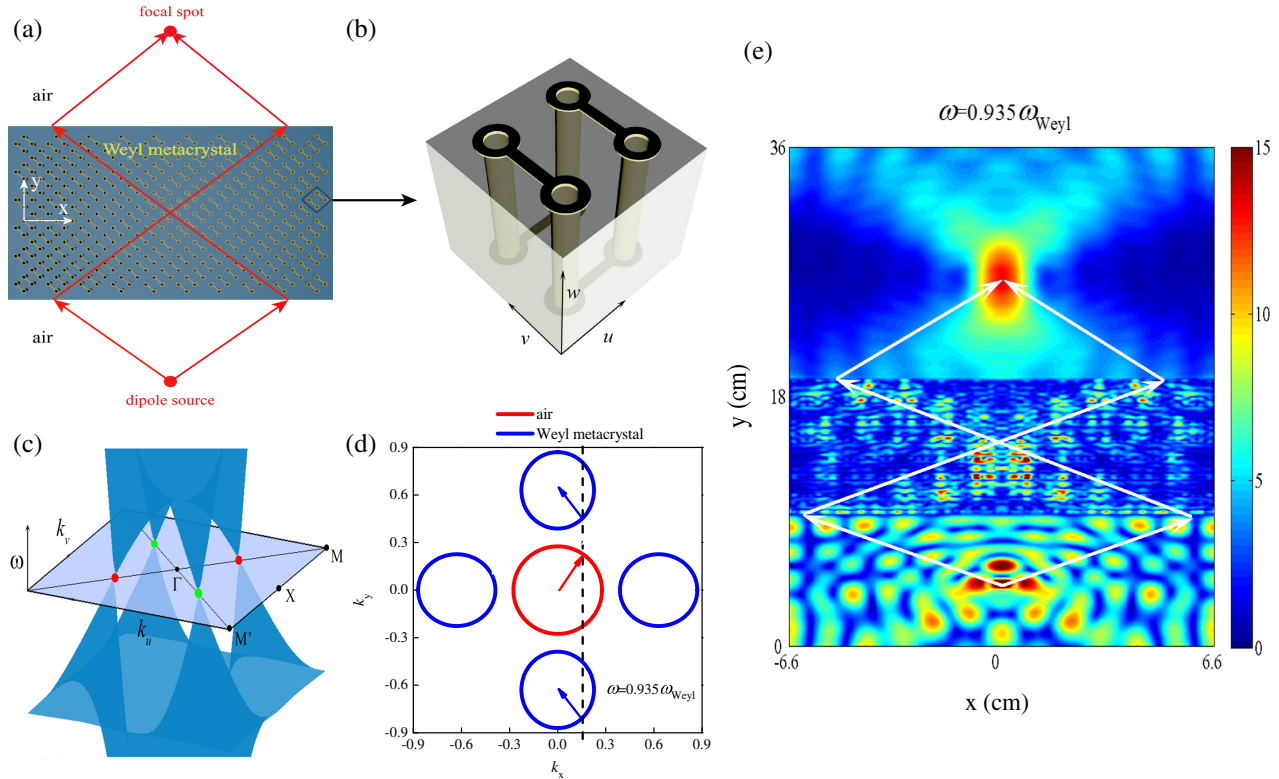 (a)
focal spot
air
Weyl metacrystal
y
x
air
dipole source
(b)
w
v
u
(c)
ω
k_v
k_u
Γ
M
X
M'
(d)
air
Weyl metacrystal
0.9
0.6
0.3
0.0
-0.3
-0.6
-0.9
k_y
ω=0.935ω_Weyl
-0.9 -0.6 -0.3 0.0 0.3 0.6 0.9
k_x
(e)
ω=0.935ω_Weyl
36
18
0
y (cm)
-6.6 0 6.6
x (cm)
15
10
5
0